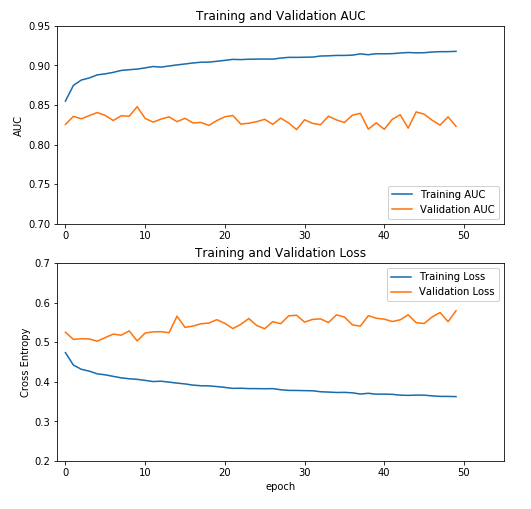 Training and Validation AUC
0.95
0.90
0.85
0.80
0.75
0.70
AUC
Training AUC
Validation AUC
0 10 20 30 40 50
Training and Validation Loss
0.7
0.6
0.5
0.4
0.3
0.2
Cross Entropy
Training Loss
Validation Loss
0 10 20 30 40 50
epoch